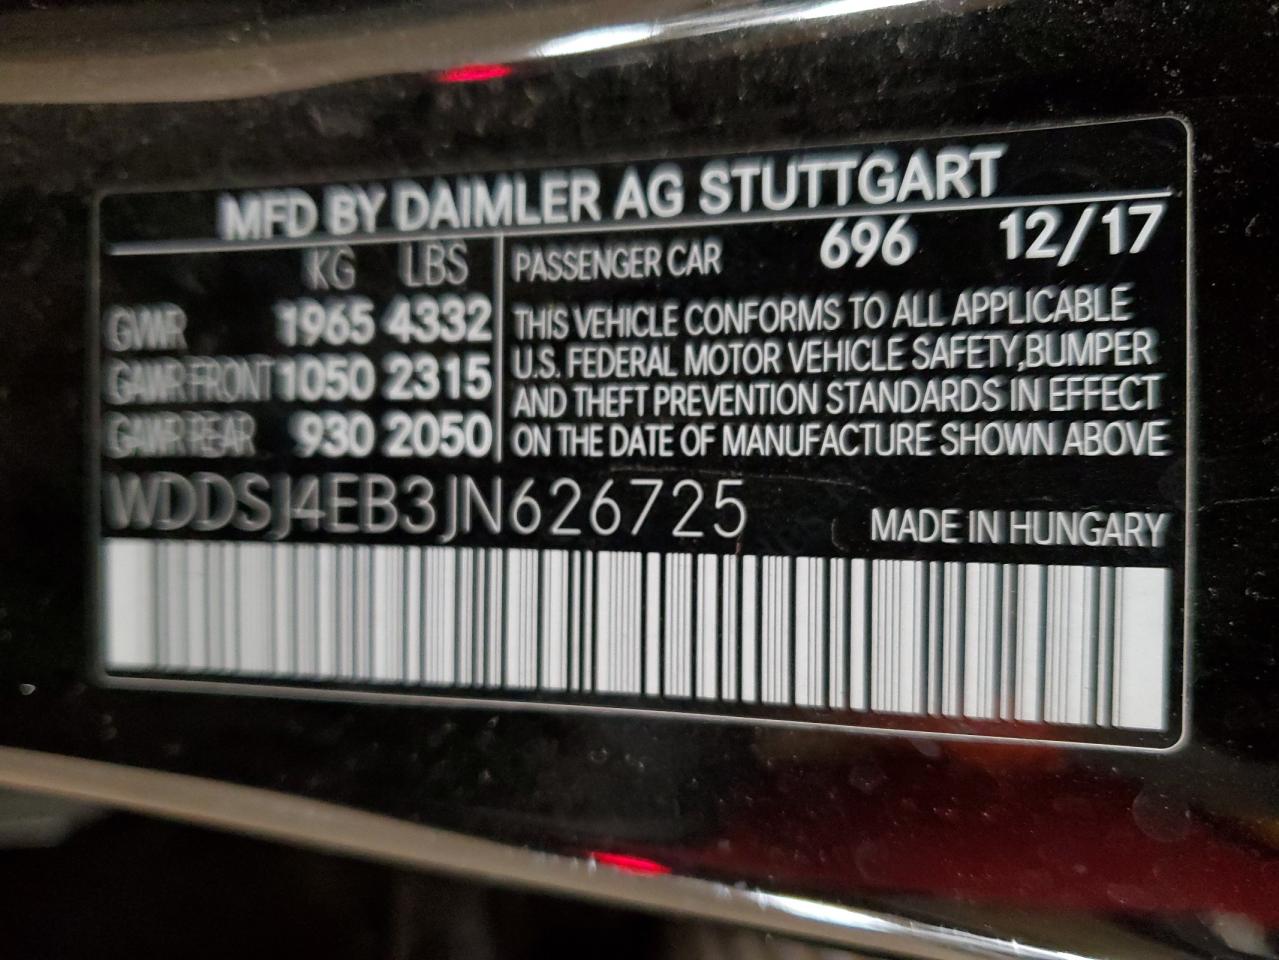 MFD BY DAIMLER AG STUTTGART
KG LBS
GVWR 1965 4332
GAWR FRONT 1050 2315
GAWR REAR 930 2050
PASSENGER CAR 696 12/17
THIS VEHICLE CONFORMS TO ALL APPLICABLE
U.S. FEDERAL MOTOR VEHICLE SAFETY,BUMPER
AND THEFT PREVENTION STANDARDS IN EFFECT
ON THE DATE OF MANUFACTURE SHOWN ABOVE
WDDSJ4EB3JN626725
MADE IN HUNGARY